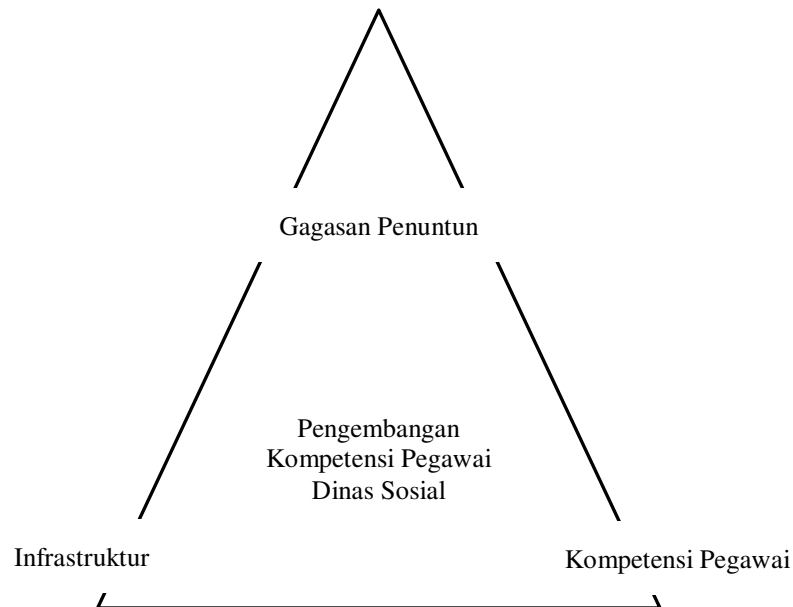 Gagasan Penuntun
Pengembangan
Kompetensi Pegawai
Dinas Sosial
Infrastruktur
Kompetensi Pegawai